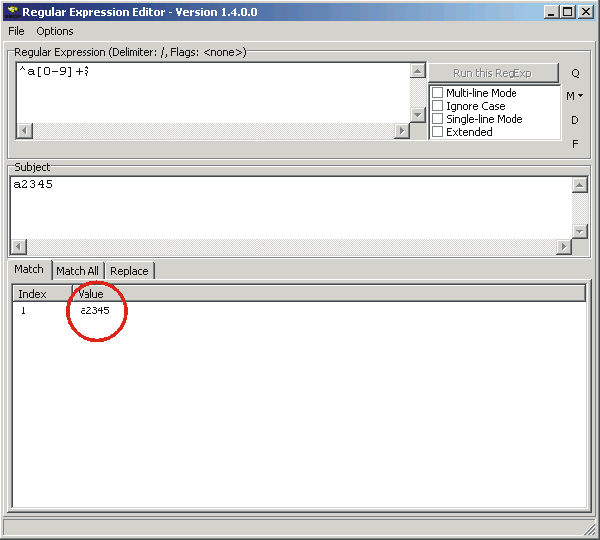 Regular Expression Editor - Version 1.4.0.0
File Options
Regular Expression (Delimiter: /, Flags: <none>)
^a[0-9]+$
Run this RegExp
Q
Multi-line Mode
M
Ignore Case
Single-line Mode
D
Extended
F
Subject
a2345
Match Match All Replace
Index Value
1 a2345